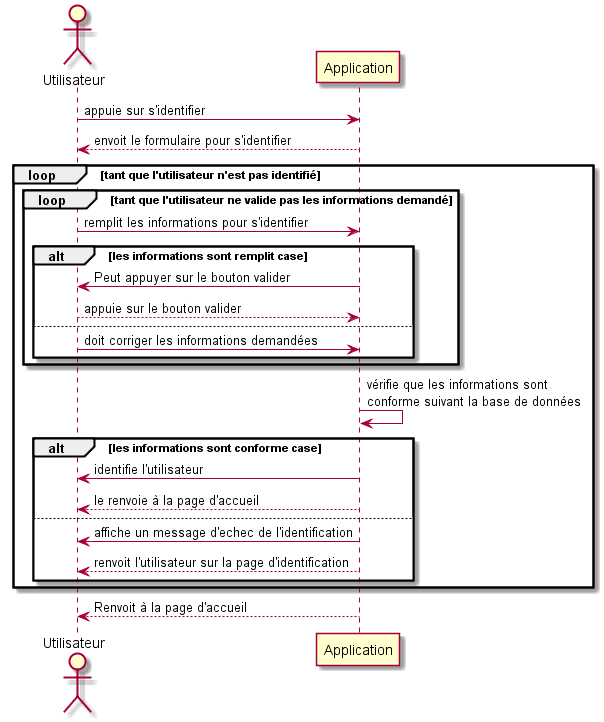 Utilisateur
Application
appuie sur s'identifier
envoit le formulaire pour s'identifier
loop [tant que l'utilisateur n'est pas identifié]
loop [tant que l'utilisateur ne valide pas les informations demandé]
remplit les informations pour s'identifier
alt [les informations sont remplit case]
Peut appuyer sur le bouton valider
appuie sur le bouton valider
doit corriger les informations demandées
vérifie que les informations sont
conforme suivant la base de données
alt [les informations sont conforme case]
identifie l'utilisateur
le renvoie à la page d'accueil
affiche un message d'echec de l'identification
renvoit l'utilisateur sur la page d'identification
Renvoit à la page d'accueil
Utilisateur
Application